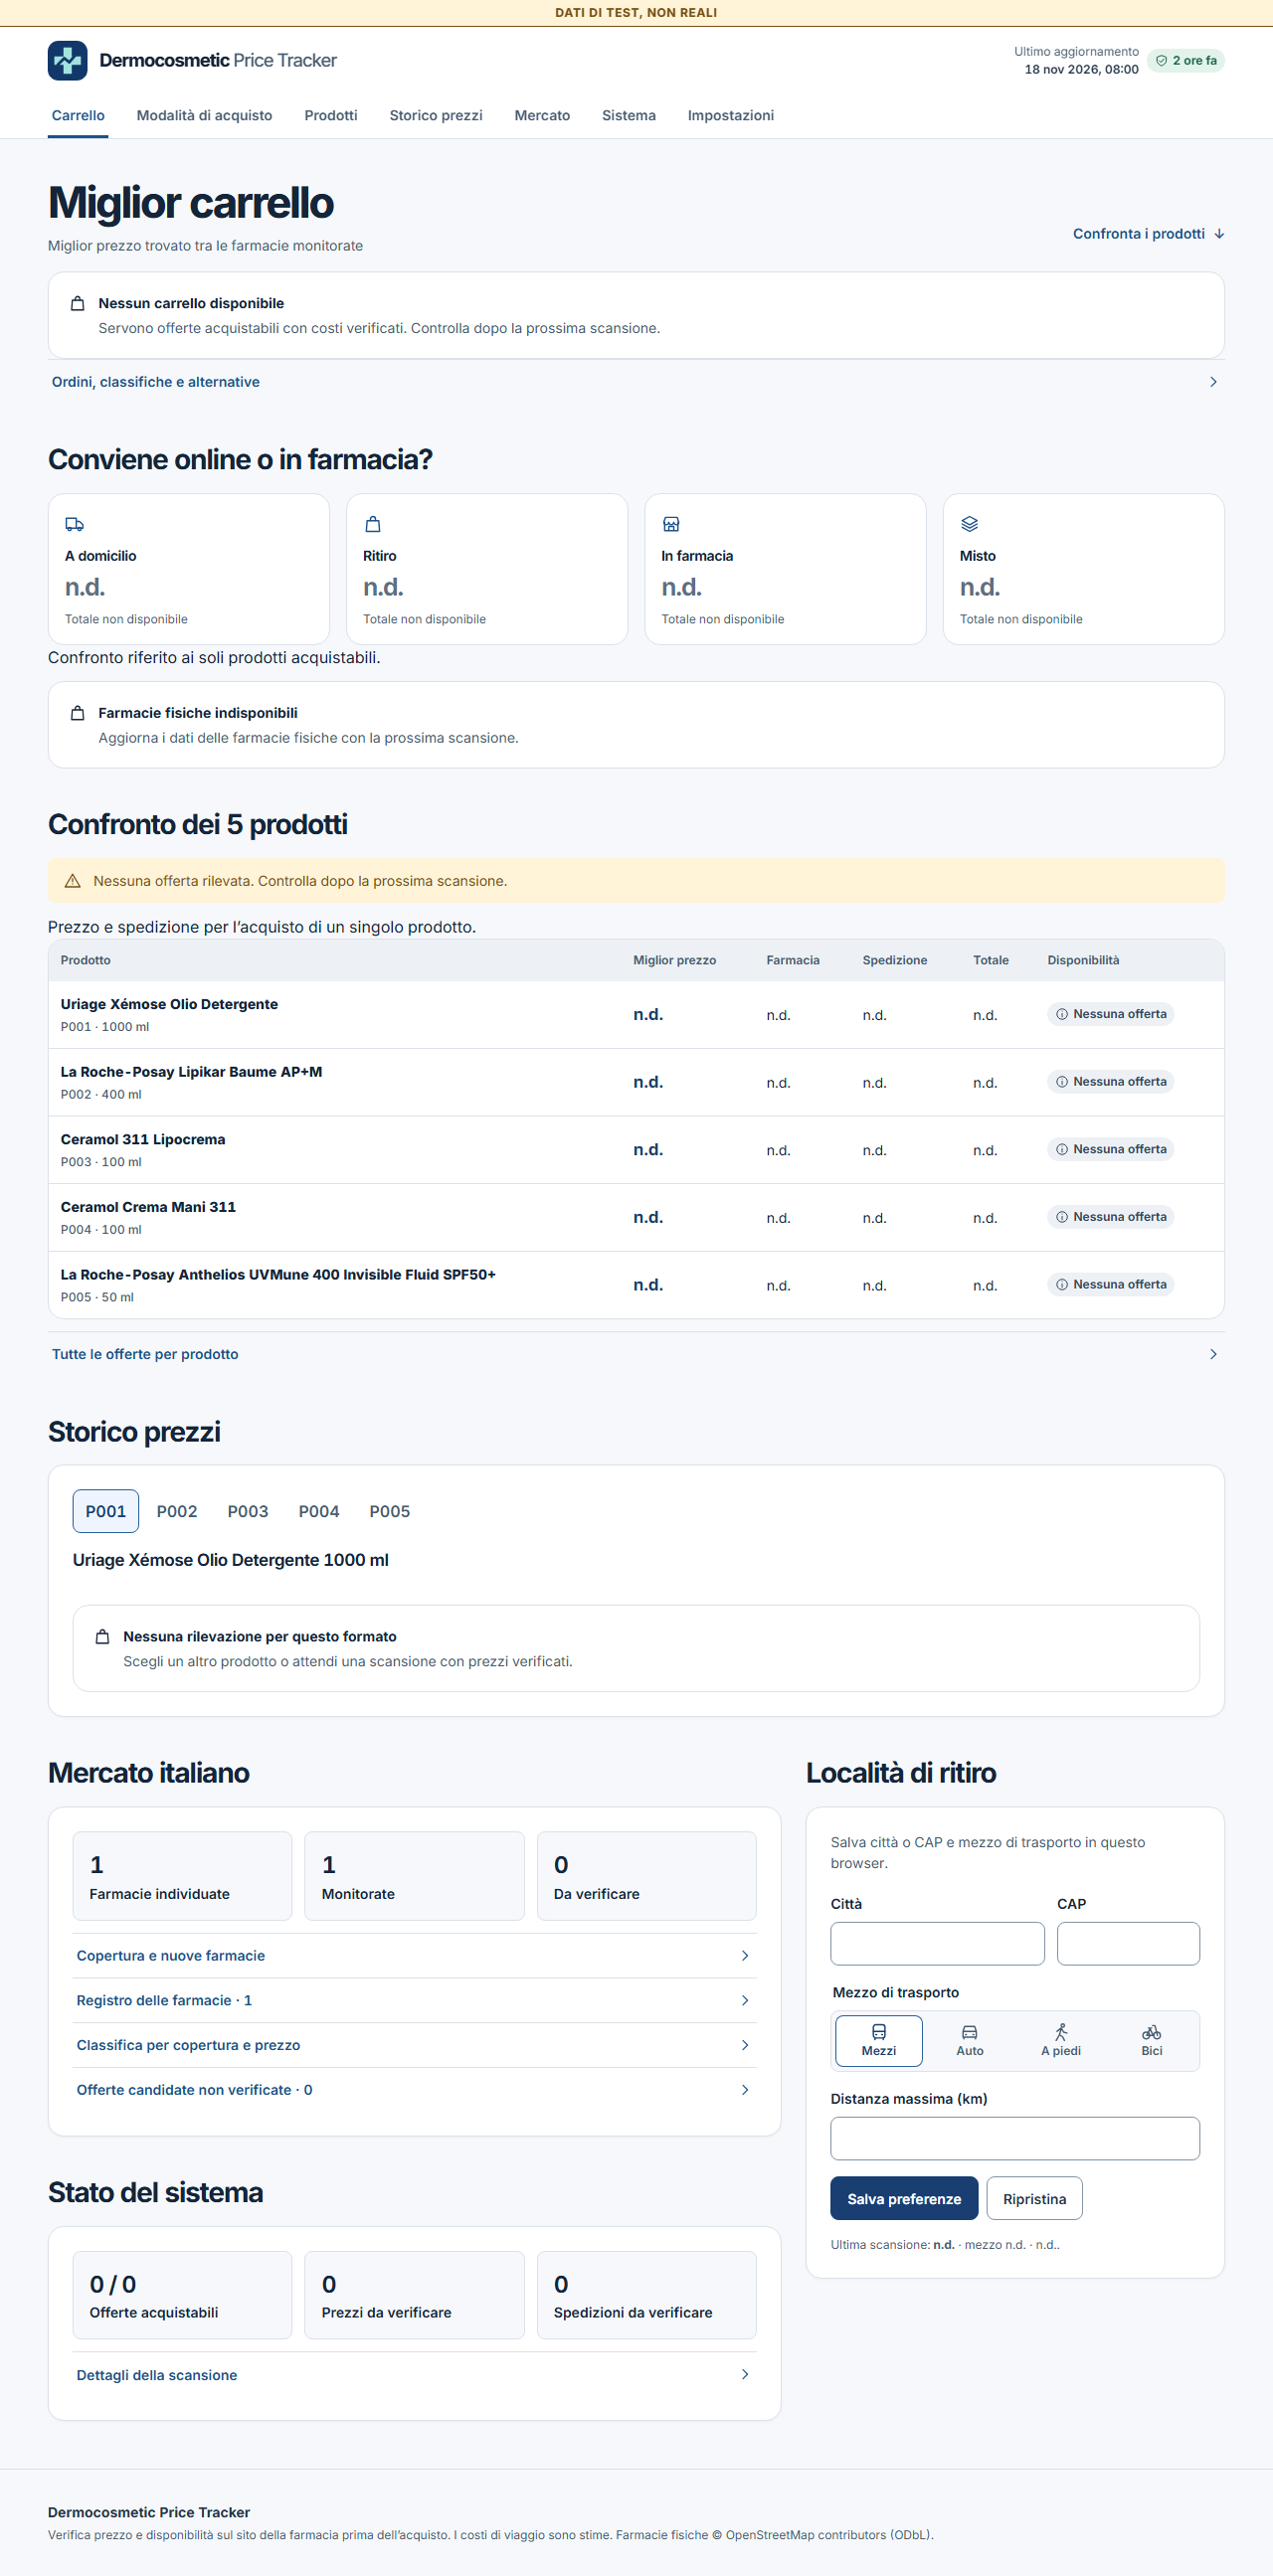 DATI DI TEST, NON REALI
Dermocosmetic Price Tracker
Ultimo aggiornamento
18 nov 2026, 08:00
2 ore fa
Carrello
Modalità di acquisto
Prodotti
Storico prezzi
Mercato
Sistema
Impostazioni
Miglior carrello
Miglior prezzo trovato tra le farmacie monitorate
Confronta i prodotti ↓
Nessun carrello disponibile
Servono offerte acquistabili con costi verificati. Controlla dopo la prossima scansione.
Ordini, classifiche e alternative
Conviene online o in farmacia?
A domicilio
n.d.
Totale non disponibile
Ritiro
n.d.
Totale non disponibile
In farmacia
n.d.
Totale non disponibile
Misto
n.d.
Totale non disponibile
Confronto riferito ai soli prodotti acquistabili.
Farmacie fisiche indisponibili
Aggiorna i dati delle farmacie fisiche con la prossima scansione.
Confronto dei 5 prodotti
Nessuna offerta rilevata. Controlla dopo la prossima scansione.
Prezzo e spedizione per l’acquisto di un singolo prodotto.
Prodotto Miglior prezzo Farmacia Spedizione Totale Disponibilità
Uriage Xémose Olio Detergente
P001 · 1000 ml
n.d. n.d. n.d. n.d. Nessuna offerta
La Roche-Posay Lipikar Baume AP+M
P002 · 400 ml
n.d. n.d. n.d. n.d. Nessuna offerta
Ceramol 311 Lipocrema
P003 · 100 ml
n.d. n.d. n.d. n.d. Nessuna offerta
Ceramol Crema Mani 311
P004 · 100 ml
n.d. n.d. n.d. n.d. Nessuna offerta
La Roche-Posay Anthelios UVMune 400 Invisible Fluid SPF50+
P005 · 50 ml
n.d. n.d. n.d. n.d. Nessuna offerta
Tutte le offerte per prodotto
Storico prezzi
P001 P002 P003 P004 P005
Uriage Xémose Olio Detergente 1000 ml
Nessuna rilevazione per questo formato
Scegli un altro prodotto o attendi una scansione con prezzi verificati.
Mercato italiano
1
Farmacie individuate
1
Monitorate
0
Da verificare
Copertura e nuove farmacie
Registro delle farmacie · 1
Classifica per copertura e prezzo
Offerte candidate non verificate · 0
Stato del sistema
0 / 0
Offerte acquistabili
0
Prezzi da verificare
0
Spedizioni da verificare
Dettagli della scansione
Località di ritiro
Salva città o CAP e mezzo di trasporto in questo
browser.
Città
CAP
Mezzo di trasporto
Mezzi
Auto
A piedi
Bici
Distanza massima (km)
Salva preferenze
Ripristina
Ultima scansione: n.d. · mezzo n.d. · n.d..
Dermocosmetic Price Tracker
Verifica prezzo e disponibilità sul sito della farmacia prima dell’acquisto. I costi di viaggio sono stime. Farmacie fisiche © OpenStreetMap contributors (ODbL).